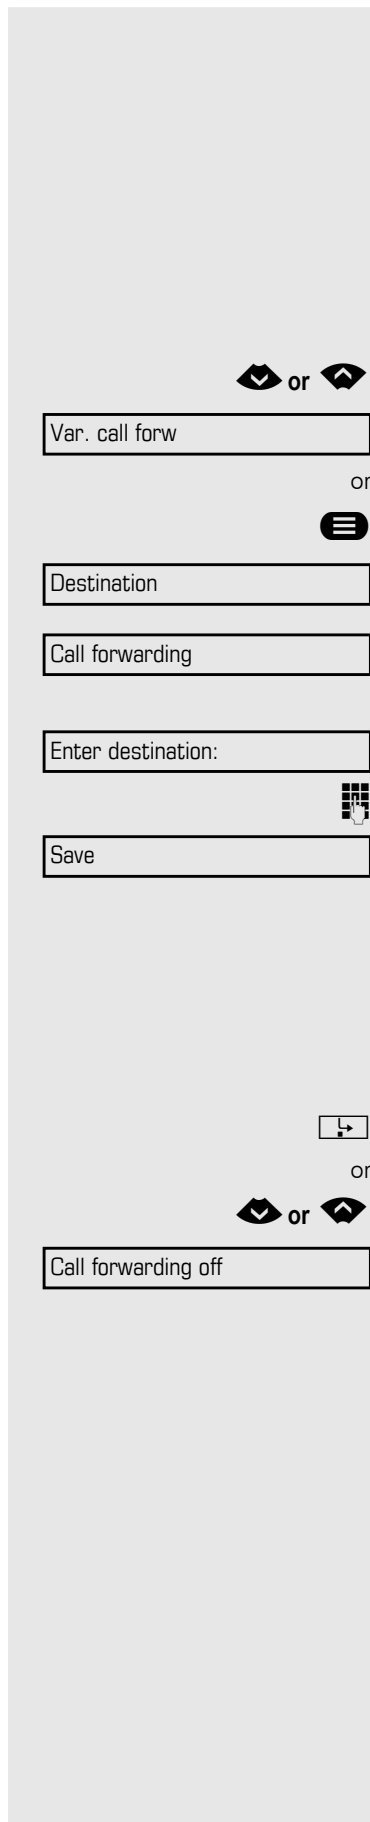 or
Var. call forw
or
Destination
Call forwarding
Enter destination:
Save
or
or
Call forwarding off